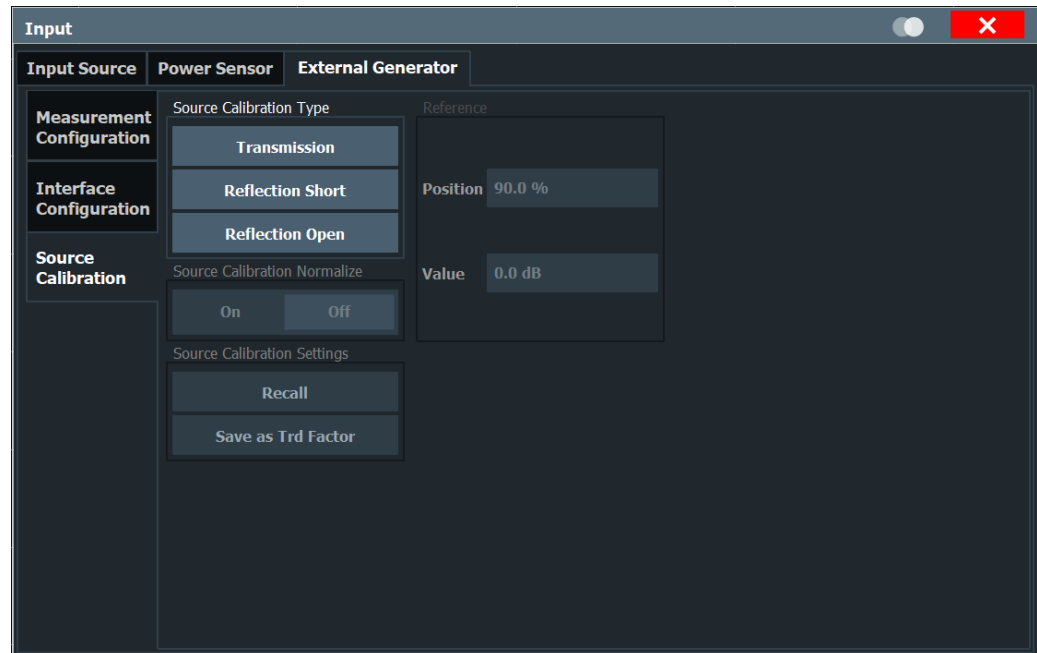 Input
Input Source
Power Sensor
External Generator
Measurement
Configuration
Interface
Configuration
Source
Calibration
Source Calibration Type
Transmission
Reflection Short
Reflection Open
Source Calibration Normalize
On
Off
Source Calibration Settings
Recall
Save as Trd Factor
Reference
Position 90.0 %
Value 0.0 dB